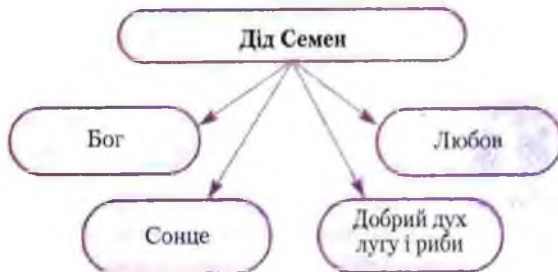 Дід Семен
Бог
Любов
Сонце
Добрий дух
лугу і риби